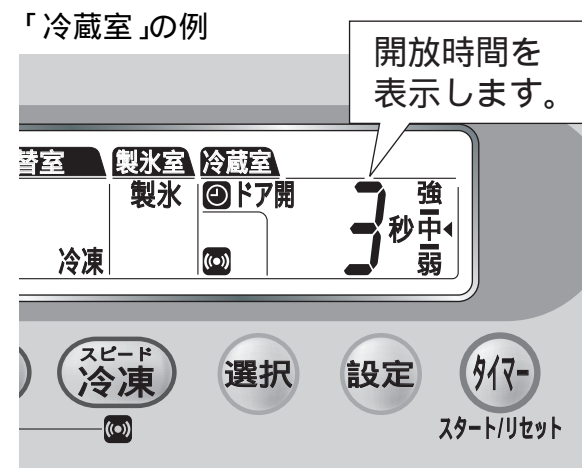 「冷蔵室」の例
開放時間を
表示します。
替室 製氷室 冷蔵室
製氷 ドア開 3秒 強
中
冷凍 弱
スピード
冷凍 選択 設定 タイマー
スタート/リセット